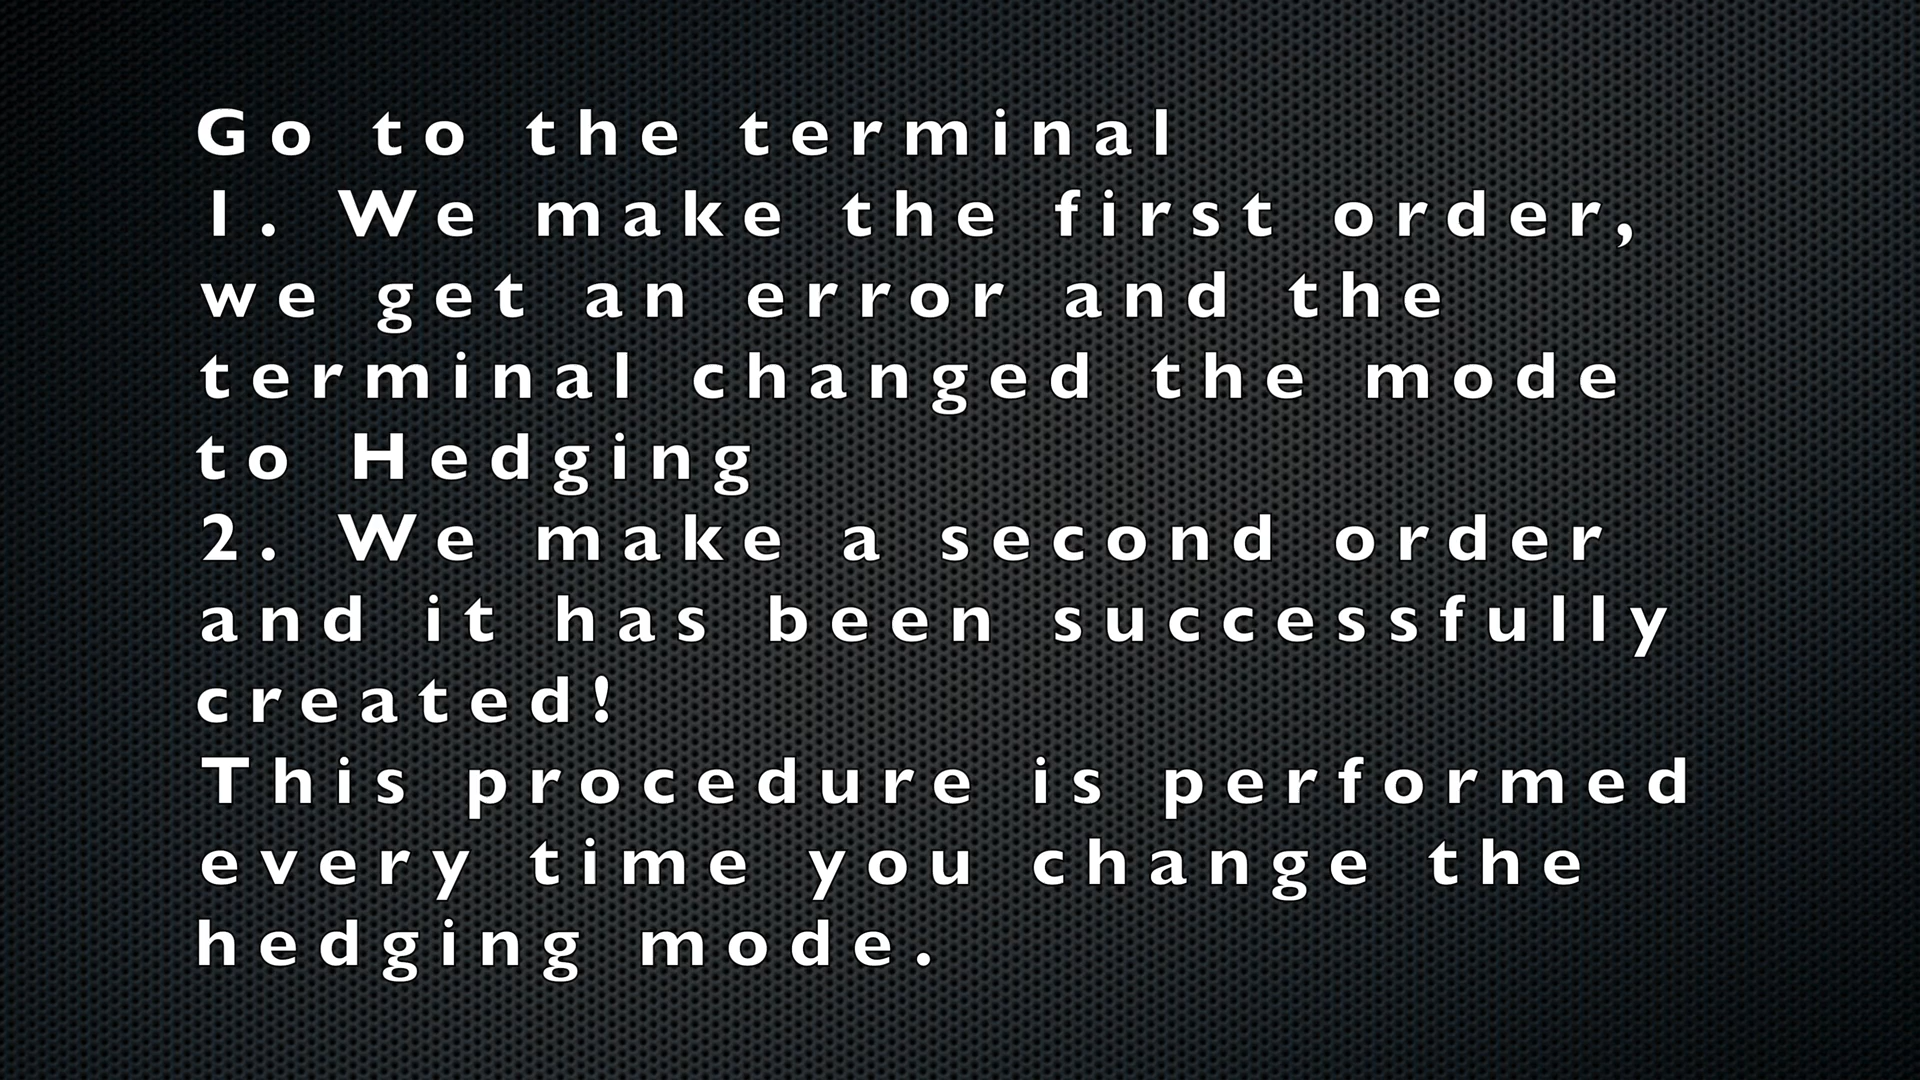 Go to the terminal
1. We make the first order,
we get an error and the
terminal changed the mode
to Hedging
2. We make a second order
and it has been successfully
created!
This procedure is performed
every time you change the
hedging mode.